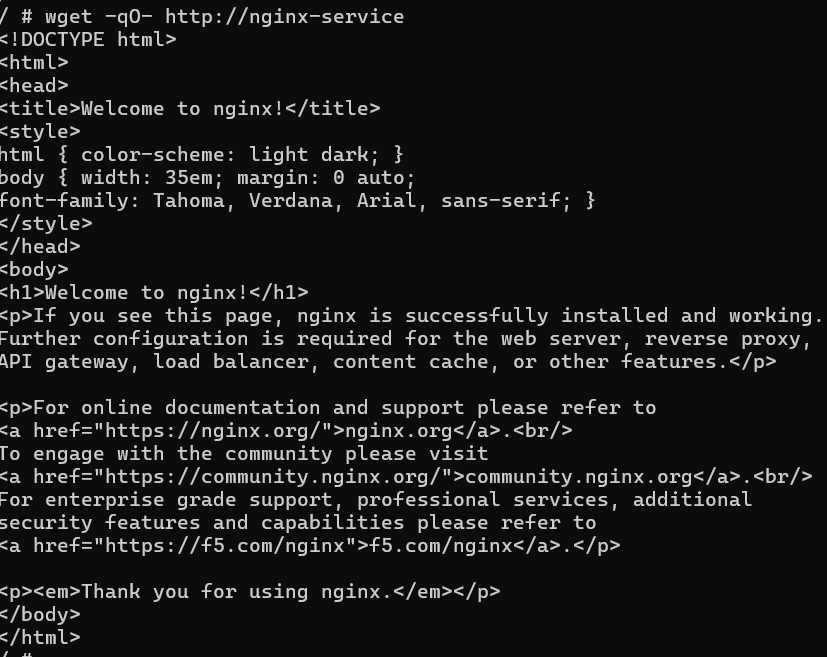 / # wget -qO- http://nginx-service
<!DOCTYPE html>
<html>
<head>
<title>Welcome to nginx!</title>
<style>
html { color-scheme: light dark; }
body { width: 35em; margin: 0 auto;
font-family: Tahoma, Verdana, Arial, sans-serif; }
</style>
</head>
<body>
<h1>Welcome to nginx!</h1>
<p>If you see this page, nginx is successfully installed and working.
Further configuration is required for the web server, reverse proxy,
API gateway, load balancer, content cache, or other features.</p>

<p>For online documentation and support please refer to
<a href="https://nginx.org/">nginx.org</a>.<br/>
To engage with the community please visit
<a href="https://community.nginx.org/">community.nginx.org</a>.<br/>
For enterprise grade support, professional services, additional
security features and capabilities please refer to
<a href="https://f5.com/nginx">f5.com/nginx</a>.</p>

<p><em>Thank you for using nginx.</em></p>
</body>
</html>
/ #